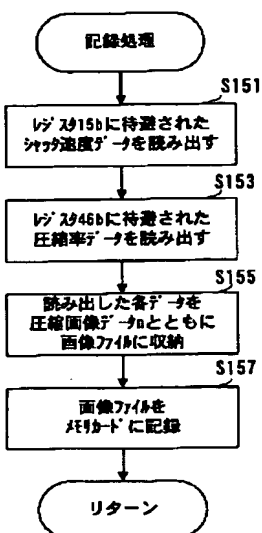 記録処理
S151
ﾚｼﾞｽﾀ15bに待避された
ｼｬｯﾀ速度ﾃﾞｰﾀを読み出す
S153
ﾚｼﾞｽﾀ46bに待避された
圧縮率ﾃﾞｰﾀを読み出す
S155
読み出した各ﾃﾞｰﾀを
圧縮画像ﾃﾞｰﾀnとともに
画像ﾌｧｲﾙに収納
S157
画像ﾌｧｲﾙを
ﾒﾓﾘｶｰﾄﾞに記録
リターン